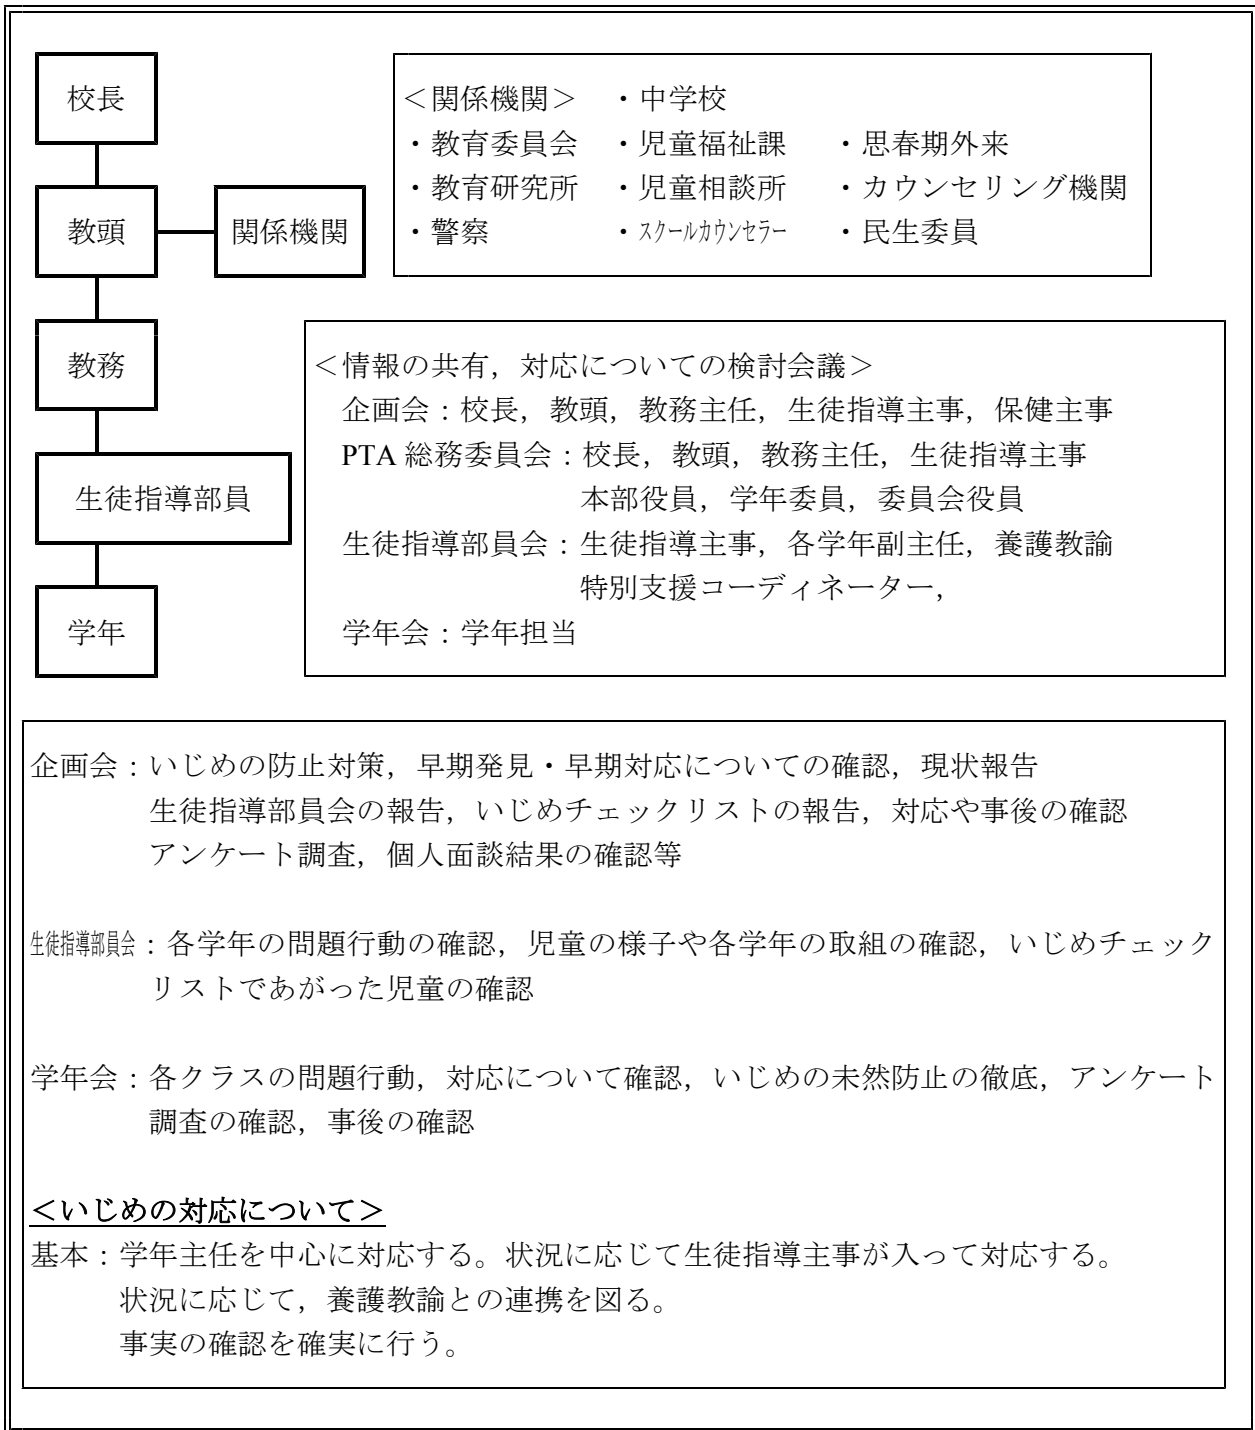 校長
教頭
関係機関
教務
生徒指導部員
学年
＜関係機関＞　・中学校
・教育委員会　・児童福祉課　・思春期外来
・教育研究所　・児童相談所　・カウンセリング機関
・警察　・スクールカウンセラー　・民生委員
＜情報の共有，対応についての検討会議＞
企画会：校長，教頭，教務主任，生徒指導主事，保健主事
PTA 総務委員会：校長，教頭，教務主任，生徒指導主事
本部役員，学年委員，委員会役員
生徒指導部員会：生徒指導主事，各学年副主任，養護教諭
特別支援コーディネーター，
学年会：学年担当
企画会：いじめの防止対策，早期発見・早期対応についての確認，現状報告
生徒指導部員会の報告，いじめチェックリストの報告，対応や事後の確認
アンケート調査，個人面談結果の確認等
生徒指導部員会：各学年の問題行動の確認，児童の様子や各学年の取組の確認，いじめチェック
リストであがった児童の確認
学年会：各クラスの問題行動，対応について確認，いじめの未然防止の徹底，アンケート
調査の確認，事後の確認
＜いじめの対応について＞
基本：学年主任を中心に対応する。状況に応じて生徒指導主事が入って対応する。
状況に応じて，養護教諭との連携を図る。
事実の確認を確実に行う。